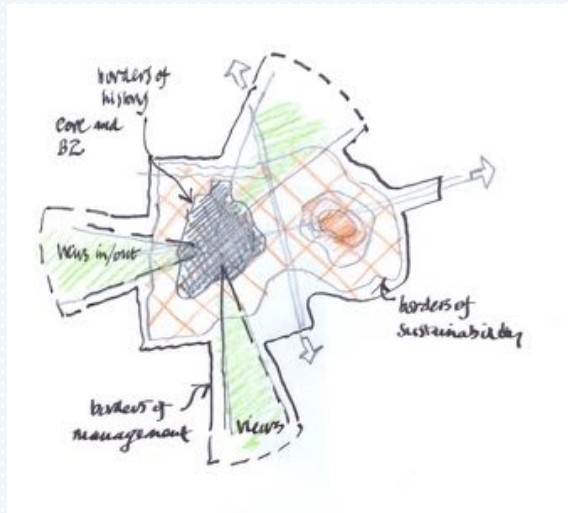 borders of
history
core and
BZ
views in/out
borders of
sustainability
borders of
management
views